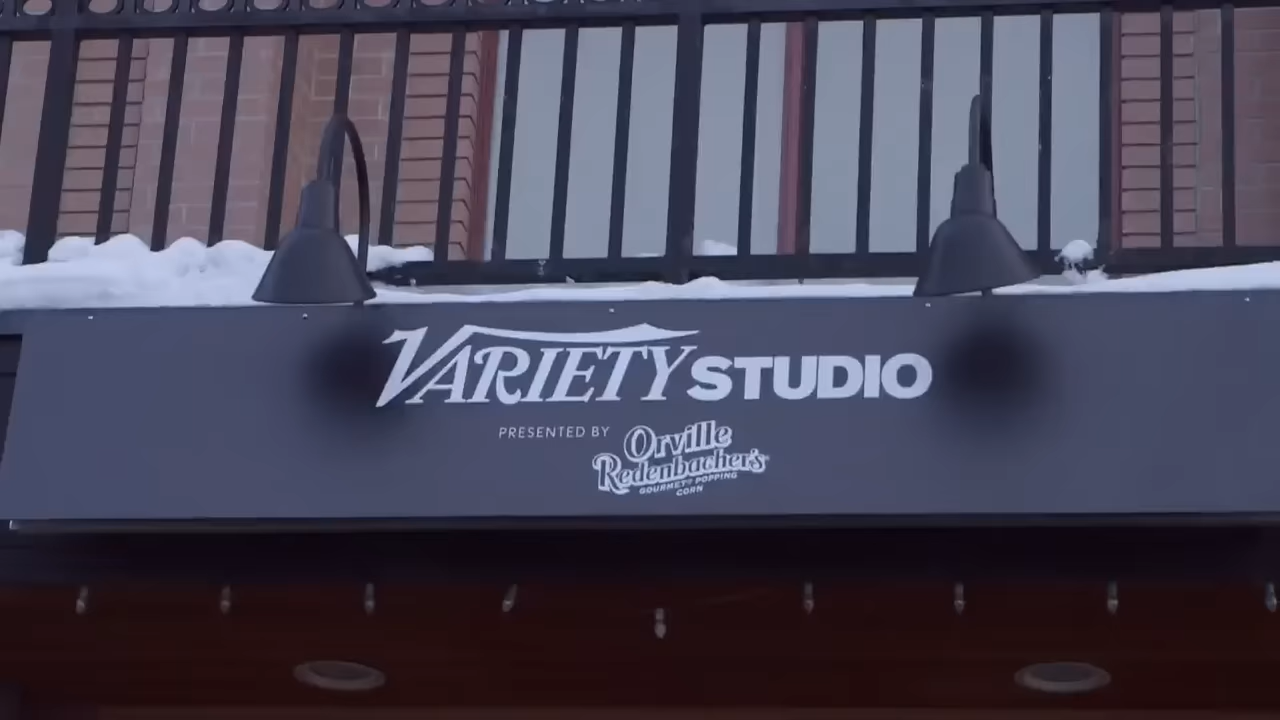 VARIETY STUDIO
PRESENTED BY Orville
Redenbacher's
GOURMET® POPPING
CORN